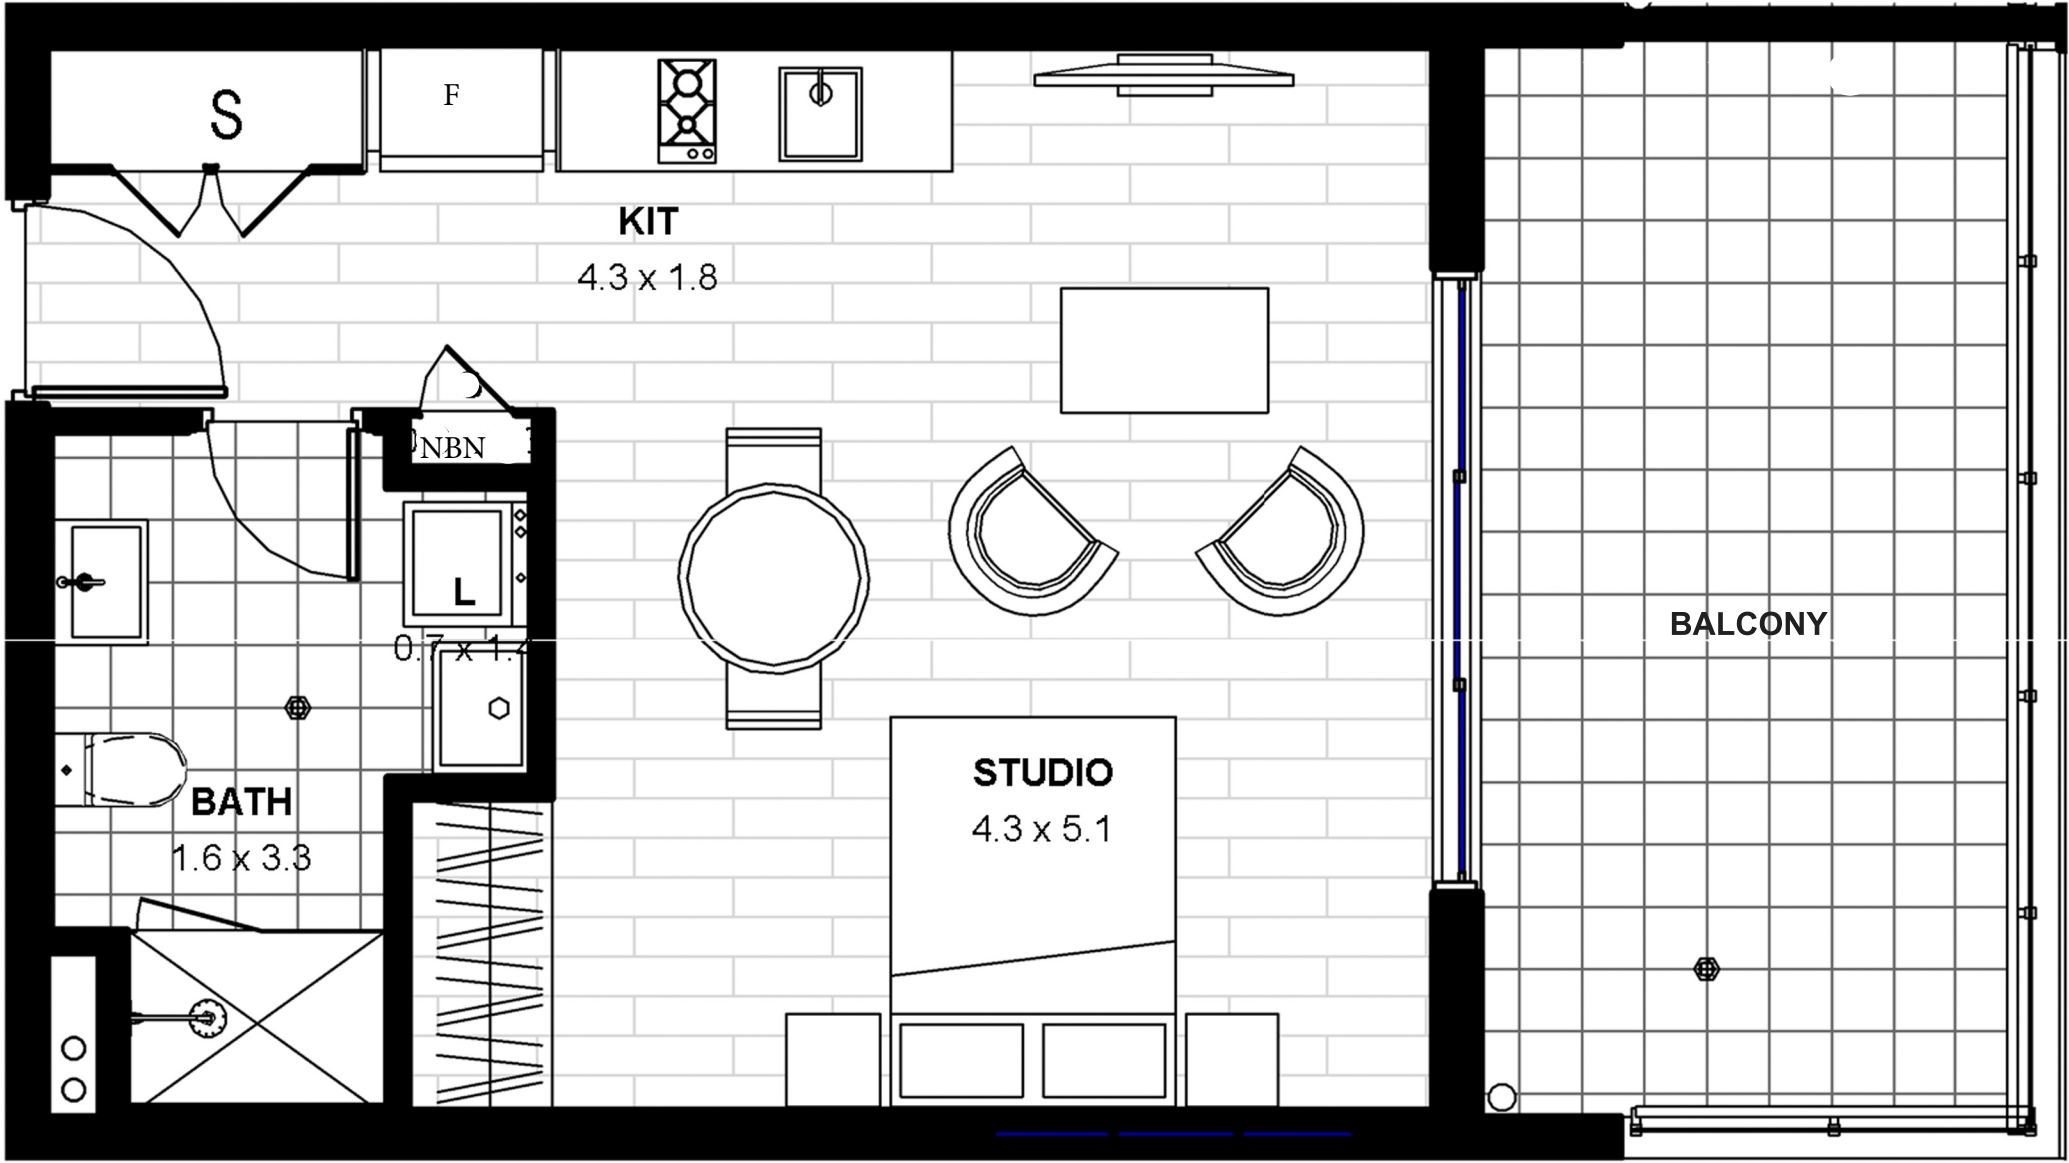 S
F
KIT
4.3 x 1.8
NBN
L
0.7 x 1.2
BALCONY
STUDIO
4.3 x 5.1
BATH
1.6 x 3.3